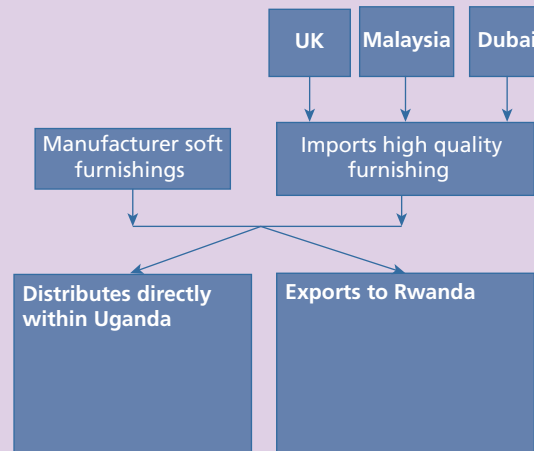 UK
Malaysia
Dubai
Manufacturer soft
furnishings
Imports high quality
furnishing
Distributes directly
within Uganda
Exports to Rwanda